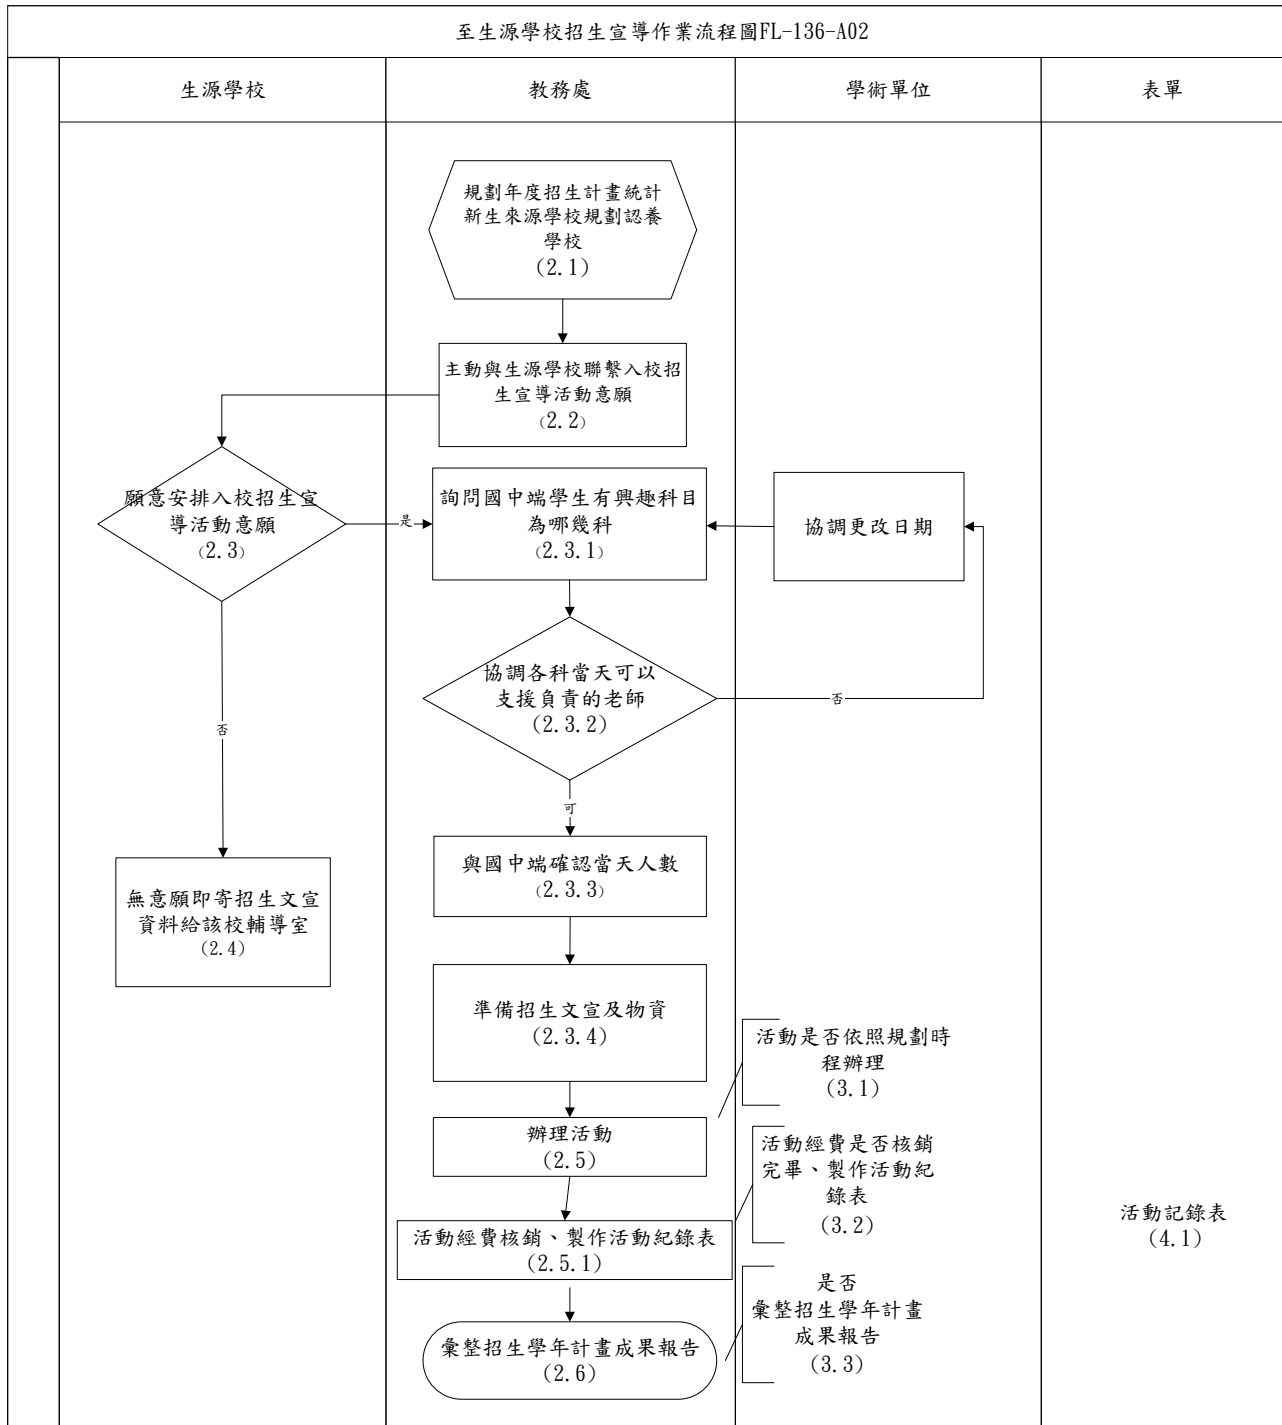 至生源學校招生宣導作業流程圖FL-136-A02
生源學校
教務處
學術單位
表單
規劃年度招生計畫統計
新生來源學校規劃認養
學校
(2.1)
主動與生源學校聯繫入校招
生宣導活動意願
(2.2)
願意安排入校招生宣
導活動意願
(2.3)
是
詢問國中端學生有興趣科目
為哪幾科
(2.3.1)
協調更改日期
協調各科當天可以
支援負責的老師
(2.3.2)
否
否
可
與國中端確認當天人數
(2.3.3)
無意願即寄招生文宣
資料給該校輔導室
(2.4)
準備招生文宣及物資
(2.3.4)
活動是否依照規劃時
程辦理
(3.1)
辦理活動
(2.5)
活動經費是否核銷
完畢、製作活動紀
錄表
(3.2)
活動經費核銷、製作活動紀錄表
(2.5.1)
活動記錄表
(4.1)
是否
彙整招生學年計畫
成果報告
(3.3)
彙整招生學年計畫成果報告
(2.6)